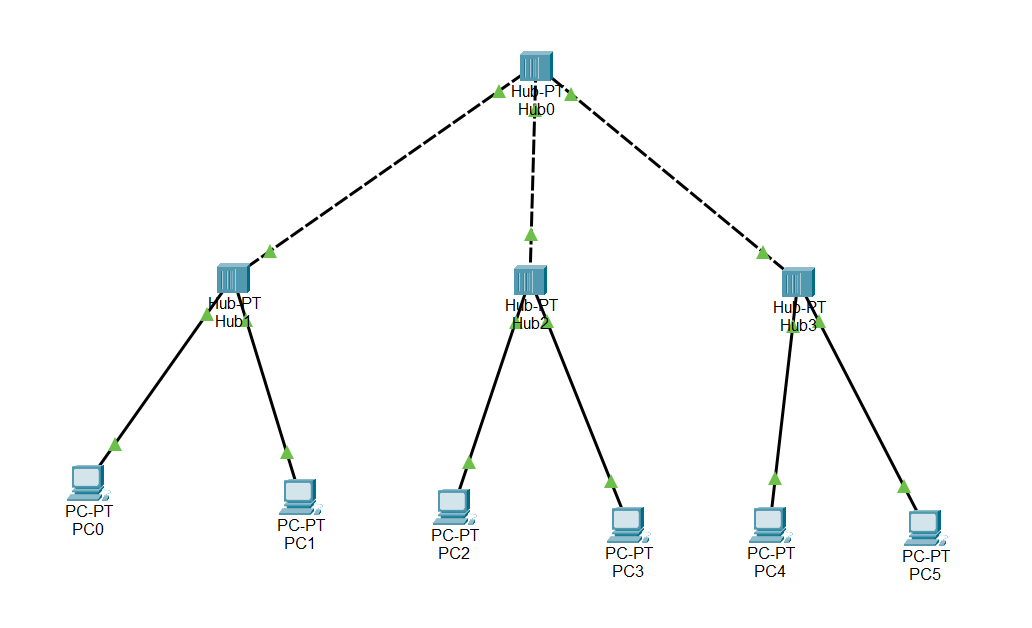 Hub-PT
Hub0
Hub-PT
Hub1
Hub-PT
Hub2
Hub-PT
Hub3
PC-PT
PC0
PC-PT
PC1
PC-PT
PC2
PC-PT
PC3
PC-PT
PC4
PC-PT
PC5